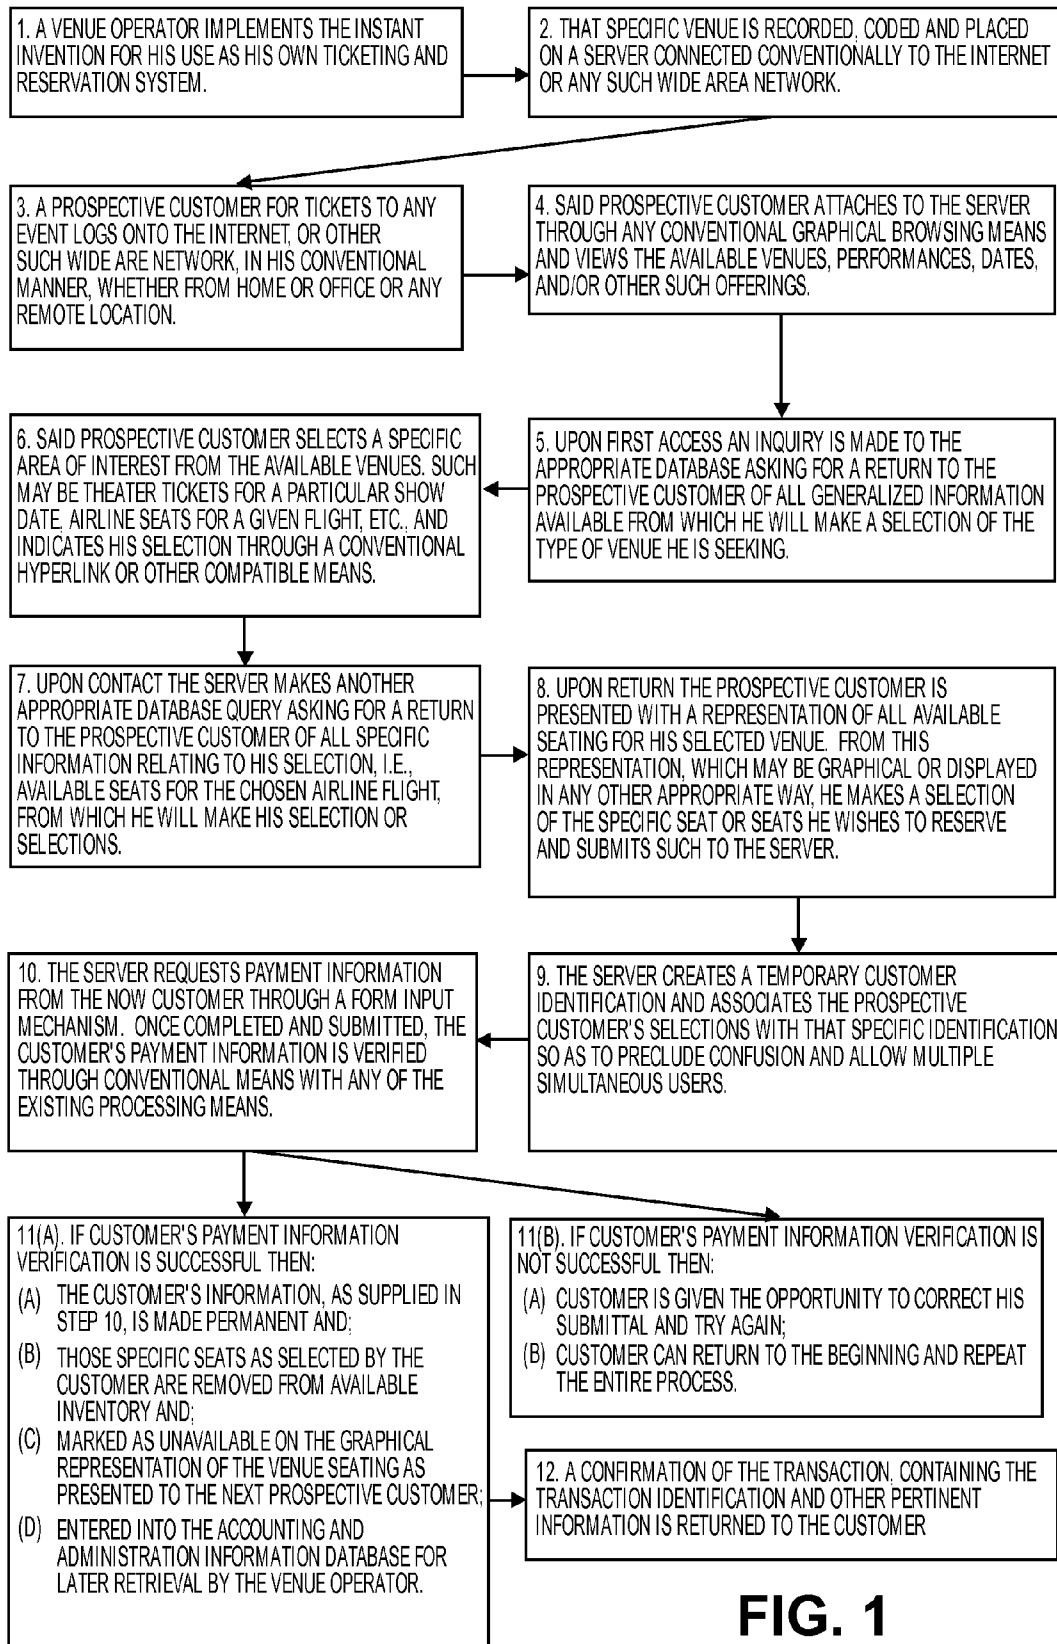 1. A VENUE OPERATOR IMPLEMENTS THE INSTANT
INVENTION FOR HIS USE AS HIS OWN TICKETING AND
RESERVATION SYSTEM.
2. THAT SPECIFIC VENUE IS RECORDED, CODED AND PLACED
ON A SERVER CONNECTED CONVENTIONALLY TO THE INTERNET
OR ANY SUCH WIDE AREA NETWORK.
3. A PROSPECTIVE CUSTOMER FOR TICKETS TO ANY
EVENT LOGS ONTO THE INTERNET, OR OTHER
SUCH WIDE ARE NETWORK, IN HIS CONVENTIONAL
MANNER, WHETHER FROM HOME OR OFFICE OR ANY
REMOTE LOCATION.
4. SAID PROSPECTIVE CUSTOMER ATTACHES TO THE SERVER
THROUGH ANY CONVENTIONAL GRAPHICAL BROWSING MEANS
AND VIEWS THE AVAILABLE VENUES, PERFORMANCES, DATES,
AND/OR OTHER SUCH OFFERINGS.
5. UPON FIRST ACCESS AN INQUIRY IS MADE TO THE
APPROPRIATE DATABASE ASKING FOR A RETURN TO THE
PROSPECTIVE CUSTOMER OF ALL GENERALIZED INFORMATION
AVAILABLE FROM WHICH HE WILL MAKE A SELECTION OF THE
TYPE OF VENUE HE IS SEEKING.
6. SAID PROSPECTIVE CUSTOMER SELECTS A SPECIFIC
AREA OF INTEREST FROM THE AVAILABLE VENUES. SUCH
MAY BE THEATER TICKETS FOR A PARTICULAR SHOW
DATE, AIRLINE SEATS FOR A GIVEN FLIGHT, ETC., AND
INDICATES HIS SELECTION THROUGH A CONVENTIONAL
HYPERLINK OR OTHER COMPATIBLE MEANS.
7. UPON CONTACT THE SERVER MAKES ANOTHER
APPROPRIATE DATABASE QUERY ASKING FOR A RETURN
TO THE PROSPECTIVE CUSTOMER OF ALL SPECIFIC
INFORMATION RELATING TO HIS SELECTION, I.E.,
AVAILABLE SEATS FOR THE CHOSEN AIRLINE FLIGHT,
FROM WHICH HE WILL MAKE HIS SELECTION OR
SELECTIONS.
8. UPON RETURN THE PROSPECTIVE CUSTOMER IS
PRESENTED WITH A REPRESENTATION OF ALL AVAILABLE
SEATING FOR HIS SELECTED VENUE. FROM THIS
REPRESENTATION, WHICH MAY BE GRAPHICAL OR DISPLAYED
IN ANY OTHER APPROPRIATE WAY, HE MAKES A SELECTION
OF THE SPECIFIC SEAT OR SEATS HE WISHES TO RESERVE
AND SUBMITS SUCH TO THE SERVER.
9. THE SERVER CREATES A TEMPORARY CUSTOMER
IDENTIFICATION AND ASSOCIATES THE PROSPECTIVE
CUSTOMER'S SELECTIONS WITH THAT SPECIFIC IDENTIFICATION
SO AS TO PRECLUDE CONFUSION AND ALLOW MULTIPLE
SIMULTANEOUS USERS.
10. THE SERVER REQUESTS PAYMENT INFORMATION
FROM THE NOW CUSTOMER THROUGH A FORM INPUT
MECHANISM. ONCE COMPLETED AND SUBMITTED, THE
CUSTOMER'S PAYMENT INFORMATION IS VERIFIED
THROUGH CONVENTIONAL MEANS WITH ANY OF THE
EXISTING PROCESSING MEANS.
11(A). IF CUSTOMER'S PAYMENT INFORMATION
VERIFICATION IS SUCCESSFUL THEN:
(A) THE CUSTOMER'S INFORMATION, AS SUPPLIED IN
STEP 10, IS MADE PERMANENT AND;
(B) THOSE SPECIFIC SEATS AS SELECTED BY THE
CUSTOMER ARE REMOVED FROM AVAILABLE
INVENTORY AND;
(C) MARKED AS UNAVAILABLE ON THE GRAPHICAL
REPRESENTATION OF THE VENUE SEATING AS
PRESENTED TO THE NEXT PROSPECTIVE CUSTOMER;
(D) ENTERED INTO THE ACCOUNTING AND
ADMINISTRATION INFORMATION DATABASE FOR
LATER RETRIEVAL BY THE VENUE OPERATOR.
11(B). IF CUSTOMER'S PAYMENT INFORMATION VERIFICATION IS
NOT SUCCESSFUL THEN:
(A) CUSTOMER IS GIVEN THE OPPORTUNITY TO CORRECT HIS
SUBMITTAL AND TRY AGAIN;
(B) CUSTOMER CAN RETURN TO THE BEGINNING AND REPEAT
THE ENTIRE PROCESS.
12. A CONFIRMATION OF THE TRANSACTION, CONTAINING THE
TRANSACTION IDENTIFICATION AND OTHER PERTINENT
INFORMATION IS RETURNED TO THE CUSTOMER
FIG. 1